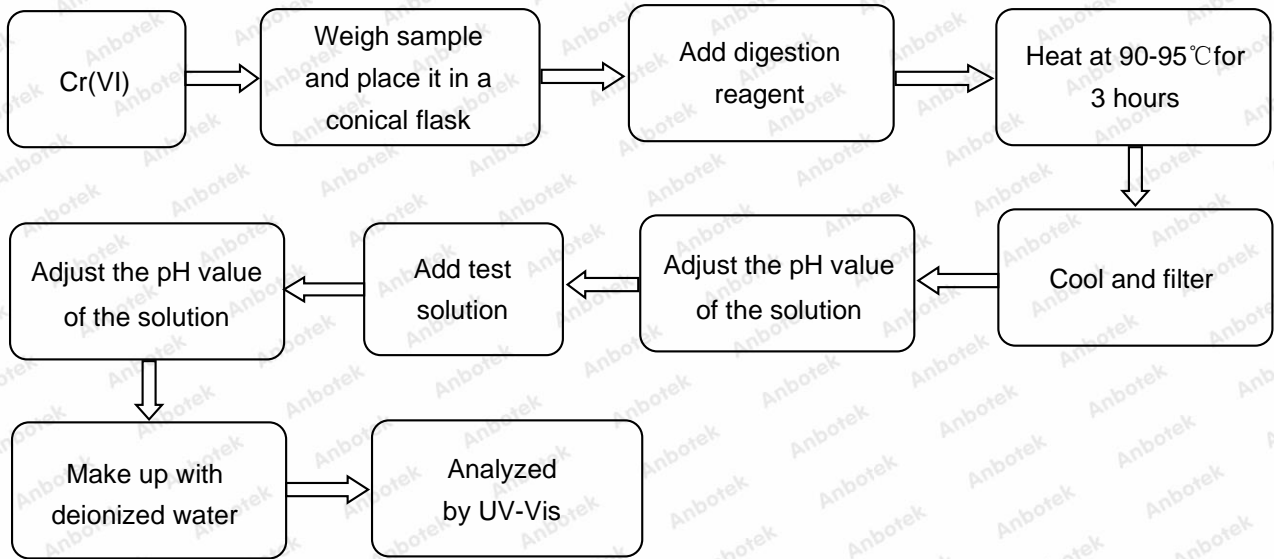 Cr(VI)
Weigh sample
and place it in a
conical flask
Add digestion
reagent
Heat at 90-95℃for
3 hours
Cool and filter
Adjust the pH value
of the solution
Add test
solution
Adjust the pH value
of the solution
Make up with
deionized water
Analyzed
by UV-Vis
Anbotek